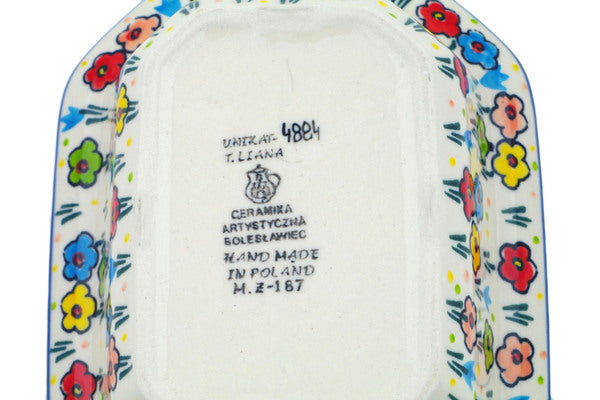 UNIKAT- 4884
T. LIANA
CERAMIKA
ARTYSTYCZNA
BOLESŁAWIEC
HAND MADE
IN POLAND
M.Z-187